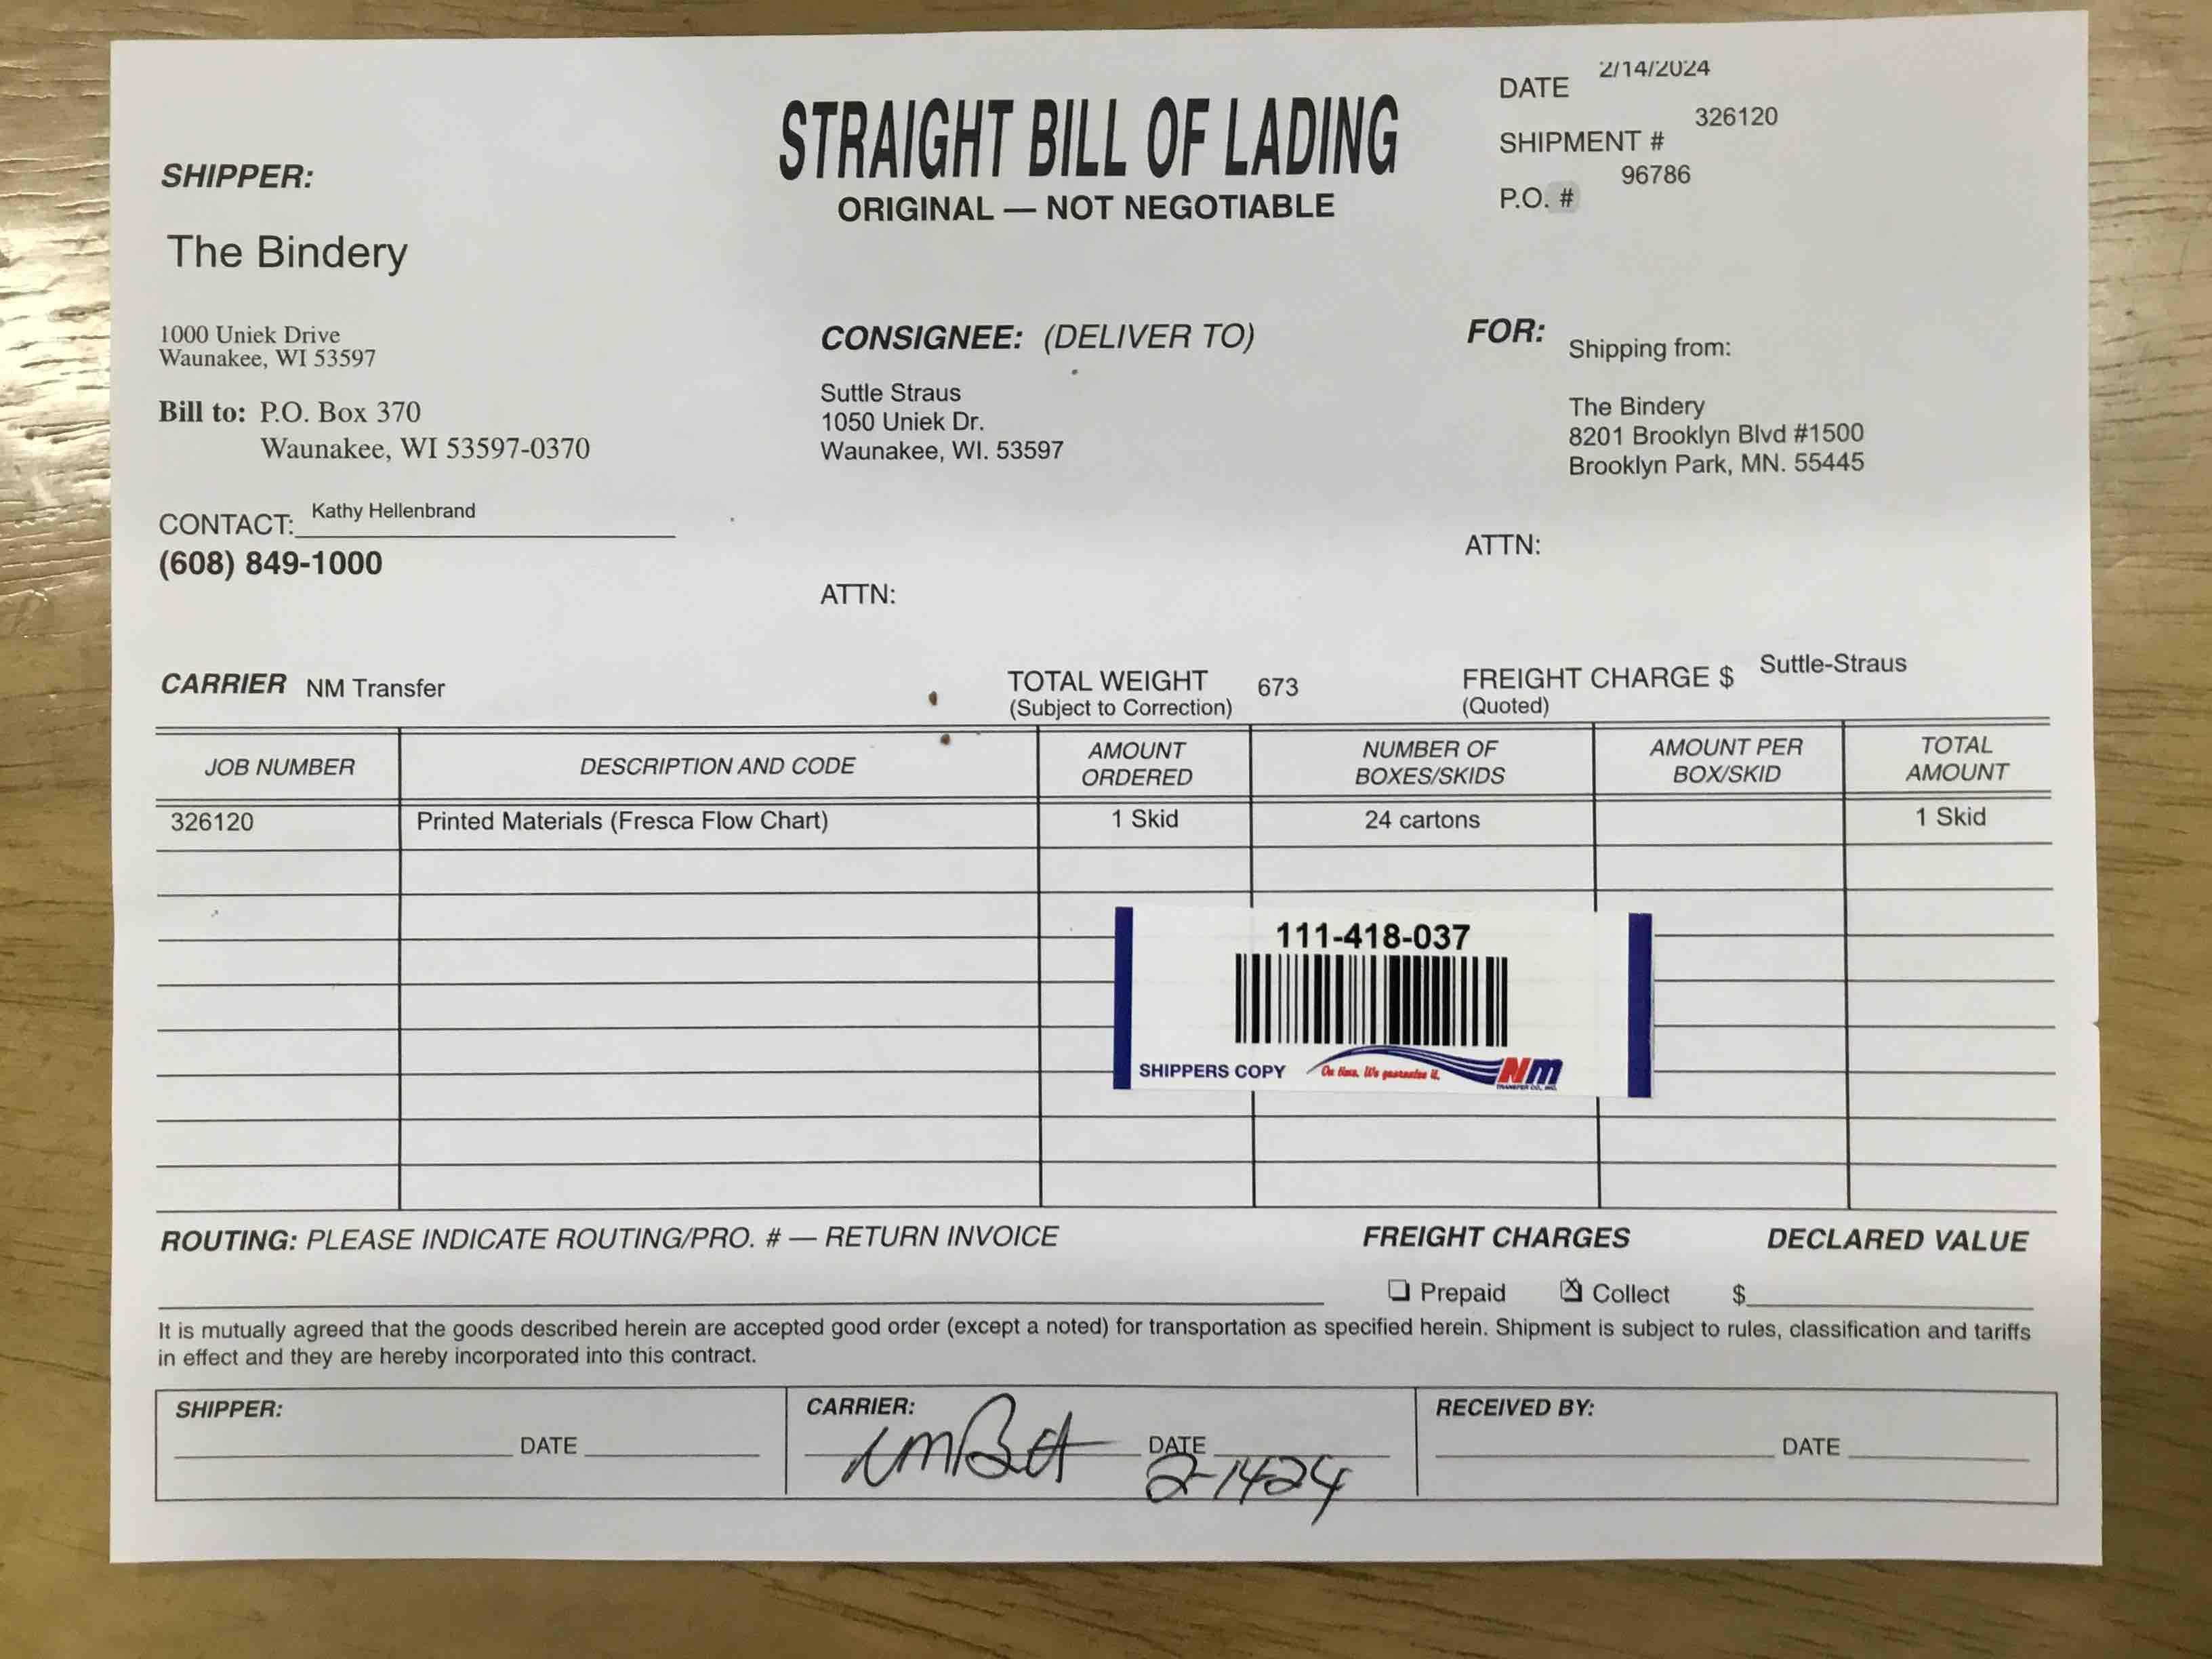 DATE 2/14/2024
STRAIGHT BILL OF LADING
SHIPMENT # 326120
ORIGINAL — NOT NEGOTIABLE
P.O. # 96786
SHIPPER:
The Bindery
1000 Uniek Drive
Waunakee, WI 53597
Bill to: P.O. Box 370
Waunakee, WI 53597-0370
CONTACT: Kathy Hellenbrand
(608) 849-1000
CONSIGNEE: (DELIVER TO)
Suttle Straus
1050 Uniek Dr.
Waunakee, WI. 53597
ATTN:
FOR: Shipping from:
The Bindery
8201 Brooklyn Blvd #1500
Brooklyn Park, MN. 55445
ATTN:
CARRIER NM Transfer
TOTAL WEIGHT 673
(Subject to Correction)
FREIGHT CHARGE $ Suttle-Straus
(Quoted)
JOB NUMBER DESCRIPTION AND CODE AMOUNT ORDERED NUMBER OF BOXES/SKIDS AMOUNT PER BOX/SKID TOTAL AMOUNT
326120 Printed Materials (Fresca Flow Chart) 1 Skid 24 cartons 1 Skid
111-418-037
SHIPPERS COPY On time. We guarantee it. Nm
TRANSFER CO., INC.
ROUTING: PLEASE INDICATE ROUTING/PRO. # — RETURN INVOICE
FREIGHT CHARGES DECLARED VALUE
Prepaid Collect $
It is mutually agreed that the goods described herein are accepted good order (except a noted) for transportation as specified herein. Shipment is subject to rules, classification and tariffs
in effect and they are hereby incorporated into this contract.
SHIPPER: CARRIER: RECEIVED BY:
DATE DATE DATE
2-1424